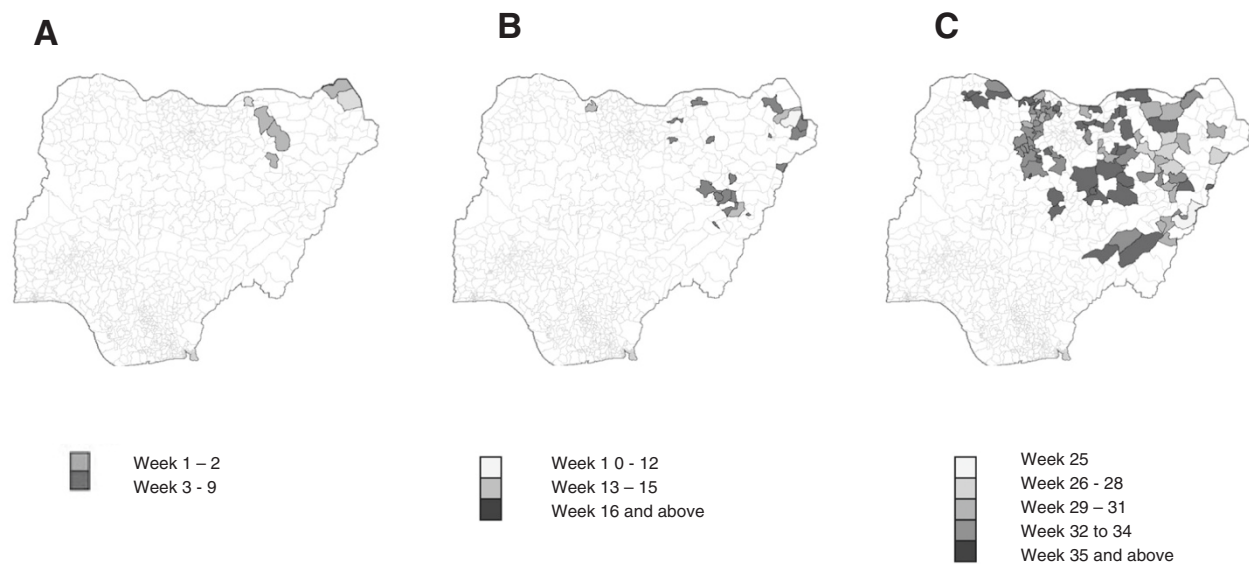 A
B
C
Week 1 – 2
Week 3 - 9
Week 1 0 - 12
Week 13 – 15
Week 16 and above
Week 25
Week 26 - 28
Week 29 – 31
Week 32 to 34
Week 35 and above